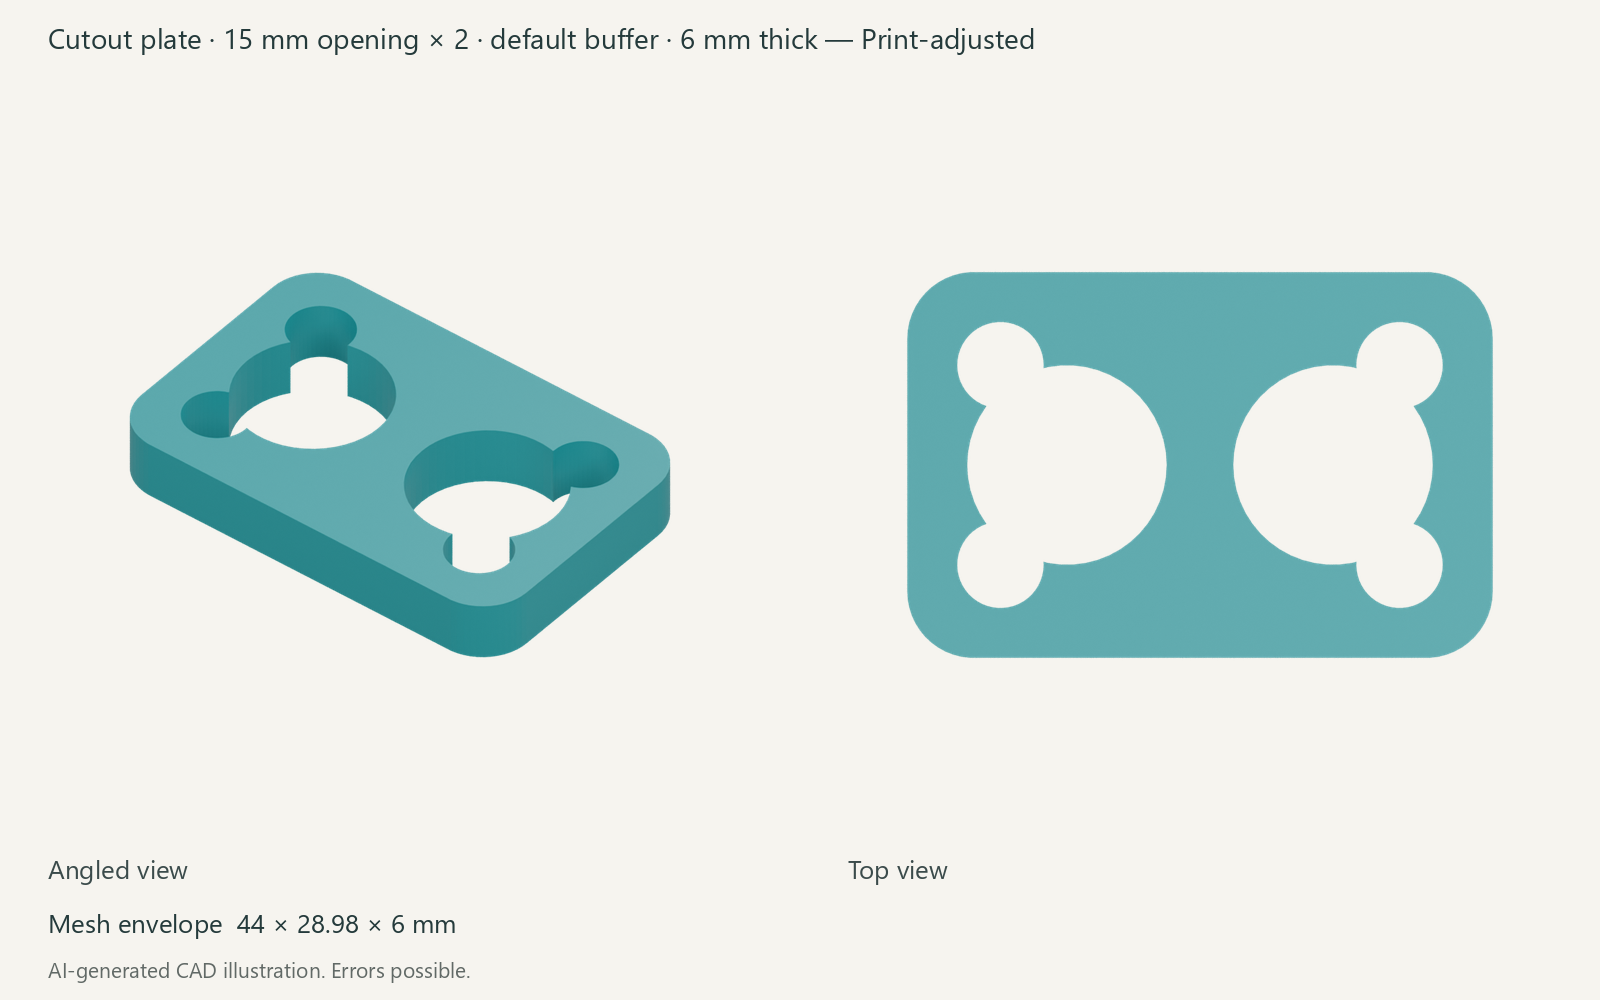 Cutout plate · 15 mm opening × 2 · default buffer · 6 mm thick — Print-adjusted
Angled view
Top view
Mesh envelope 44 × 28.98 × 6 mm
AI-generated CAD illustration. Errors possible.